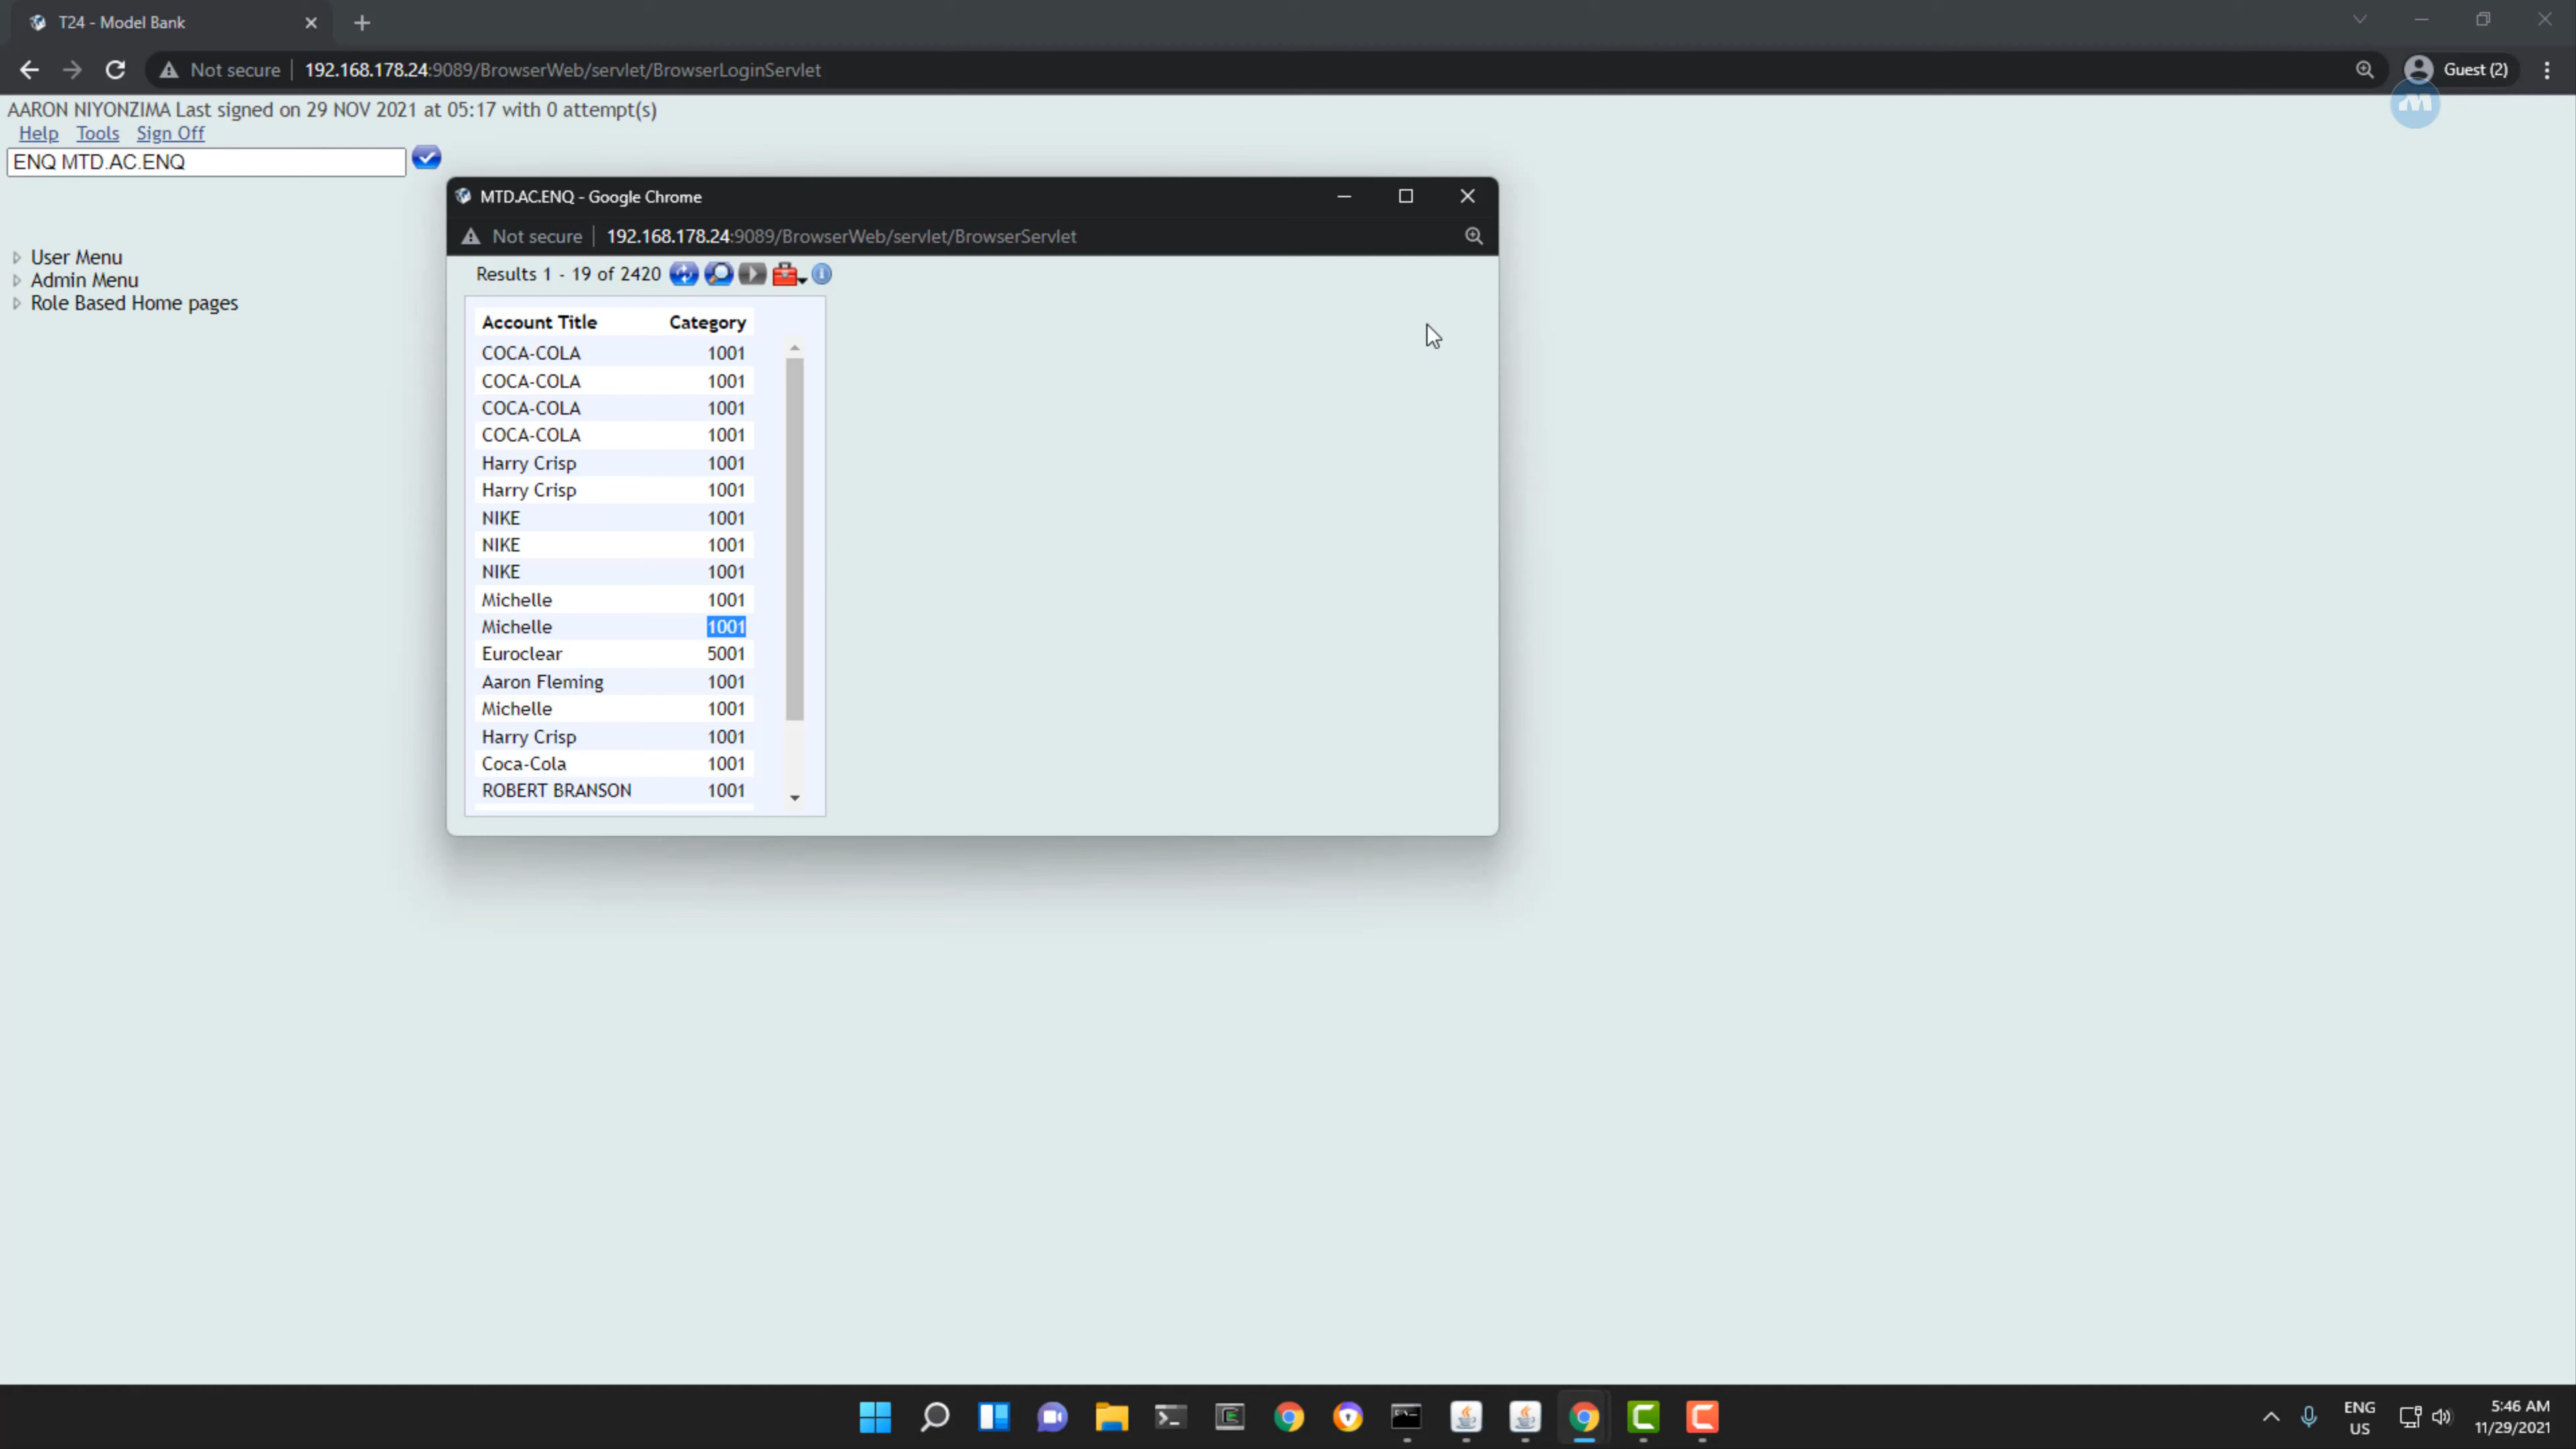 T24 - Model Bank
Not secure 192.168.178.24:9089/BrowserWeb/servlet/BrowserLoginServlet
Guest (2)
AARON NIYONZIMA Last signed on 29 NOV 2021 at 05:17 with 0 attempt(s)
Help Tools Sign Off
ENQ MTD.AC.ENQ
User Menu
Admin Menu
Role Based Home pages
MTD.AC.ENQ - Google Chrome
Not secure 192.168.178.24:9089/BrowserWeb/servlet/BrowserServlet
Results 1 - 19 of 2420
Account Title Category
COCA-COLA 1001
COCA-COLA 1001
COCA-COLA 1001
COCA-COLA 1001
Harry Crisp 1001
Harry Crisp 1001
NIKE 1001
NIKE 1001
NIKE 1001
Michelle 1001
Michelle 1001
Euroclear 5001
Aaron Fleming 1001
Michelle 1001
Harry Crisp 1001
Coca-Cola 1001
ROBERT BRANSON 1001
ENG
US
5:46 AM
11/29/2021